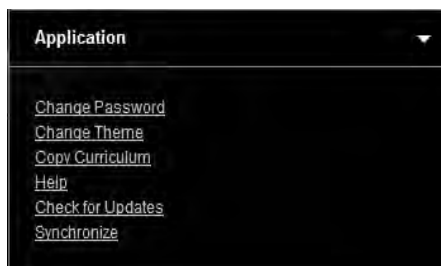 Application
Change Password
Change Theme
Copy Curriculum
Help
Check for Updates
Synchronize